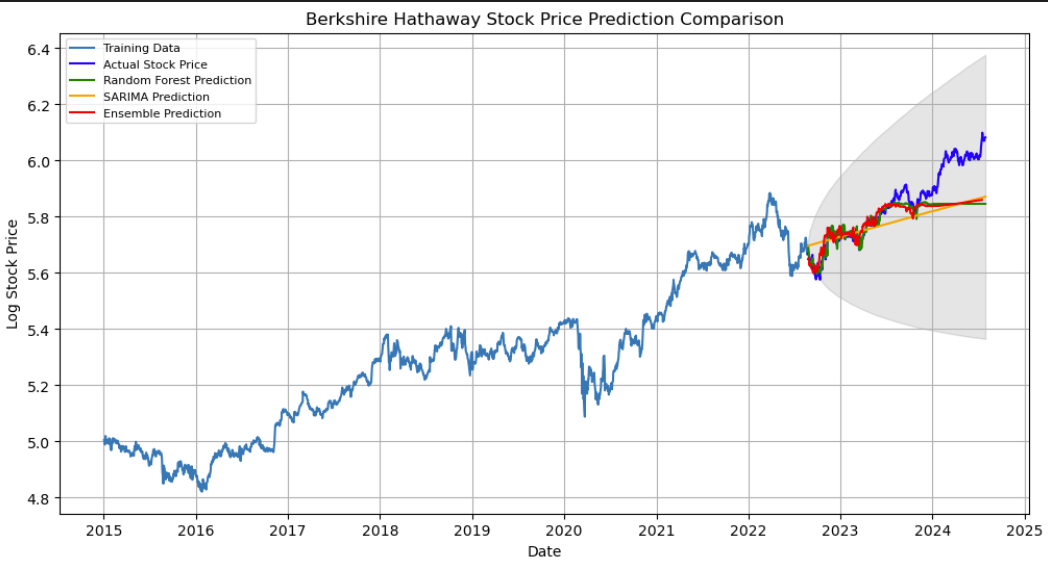 Berkshire Hathaway Stock Price Prediction Comparison
Training Data
Actual Stock Price
Random Forest Prediction
SARIMA Prediction
Ensemble Prediction
Log Stock Price
6.4
6.2
6.0
5.8
5.6
5.4
5.2
5.0
4.8
2015 2016 2017 2018 2019 2020 2021 2022 2023 2024 2025
Date